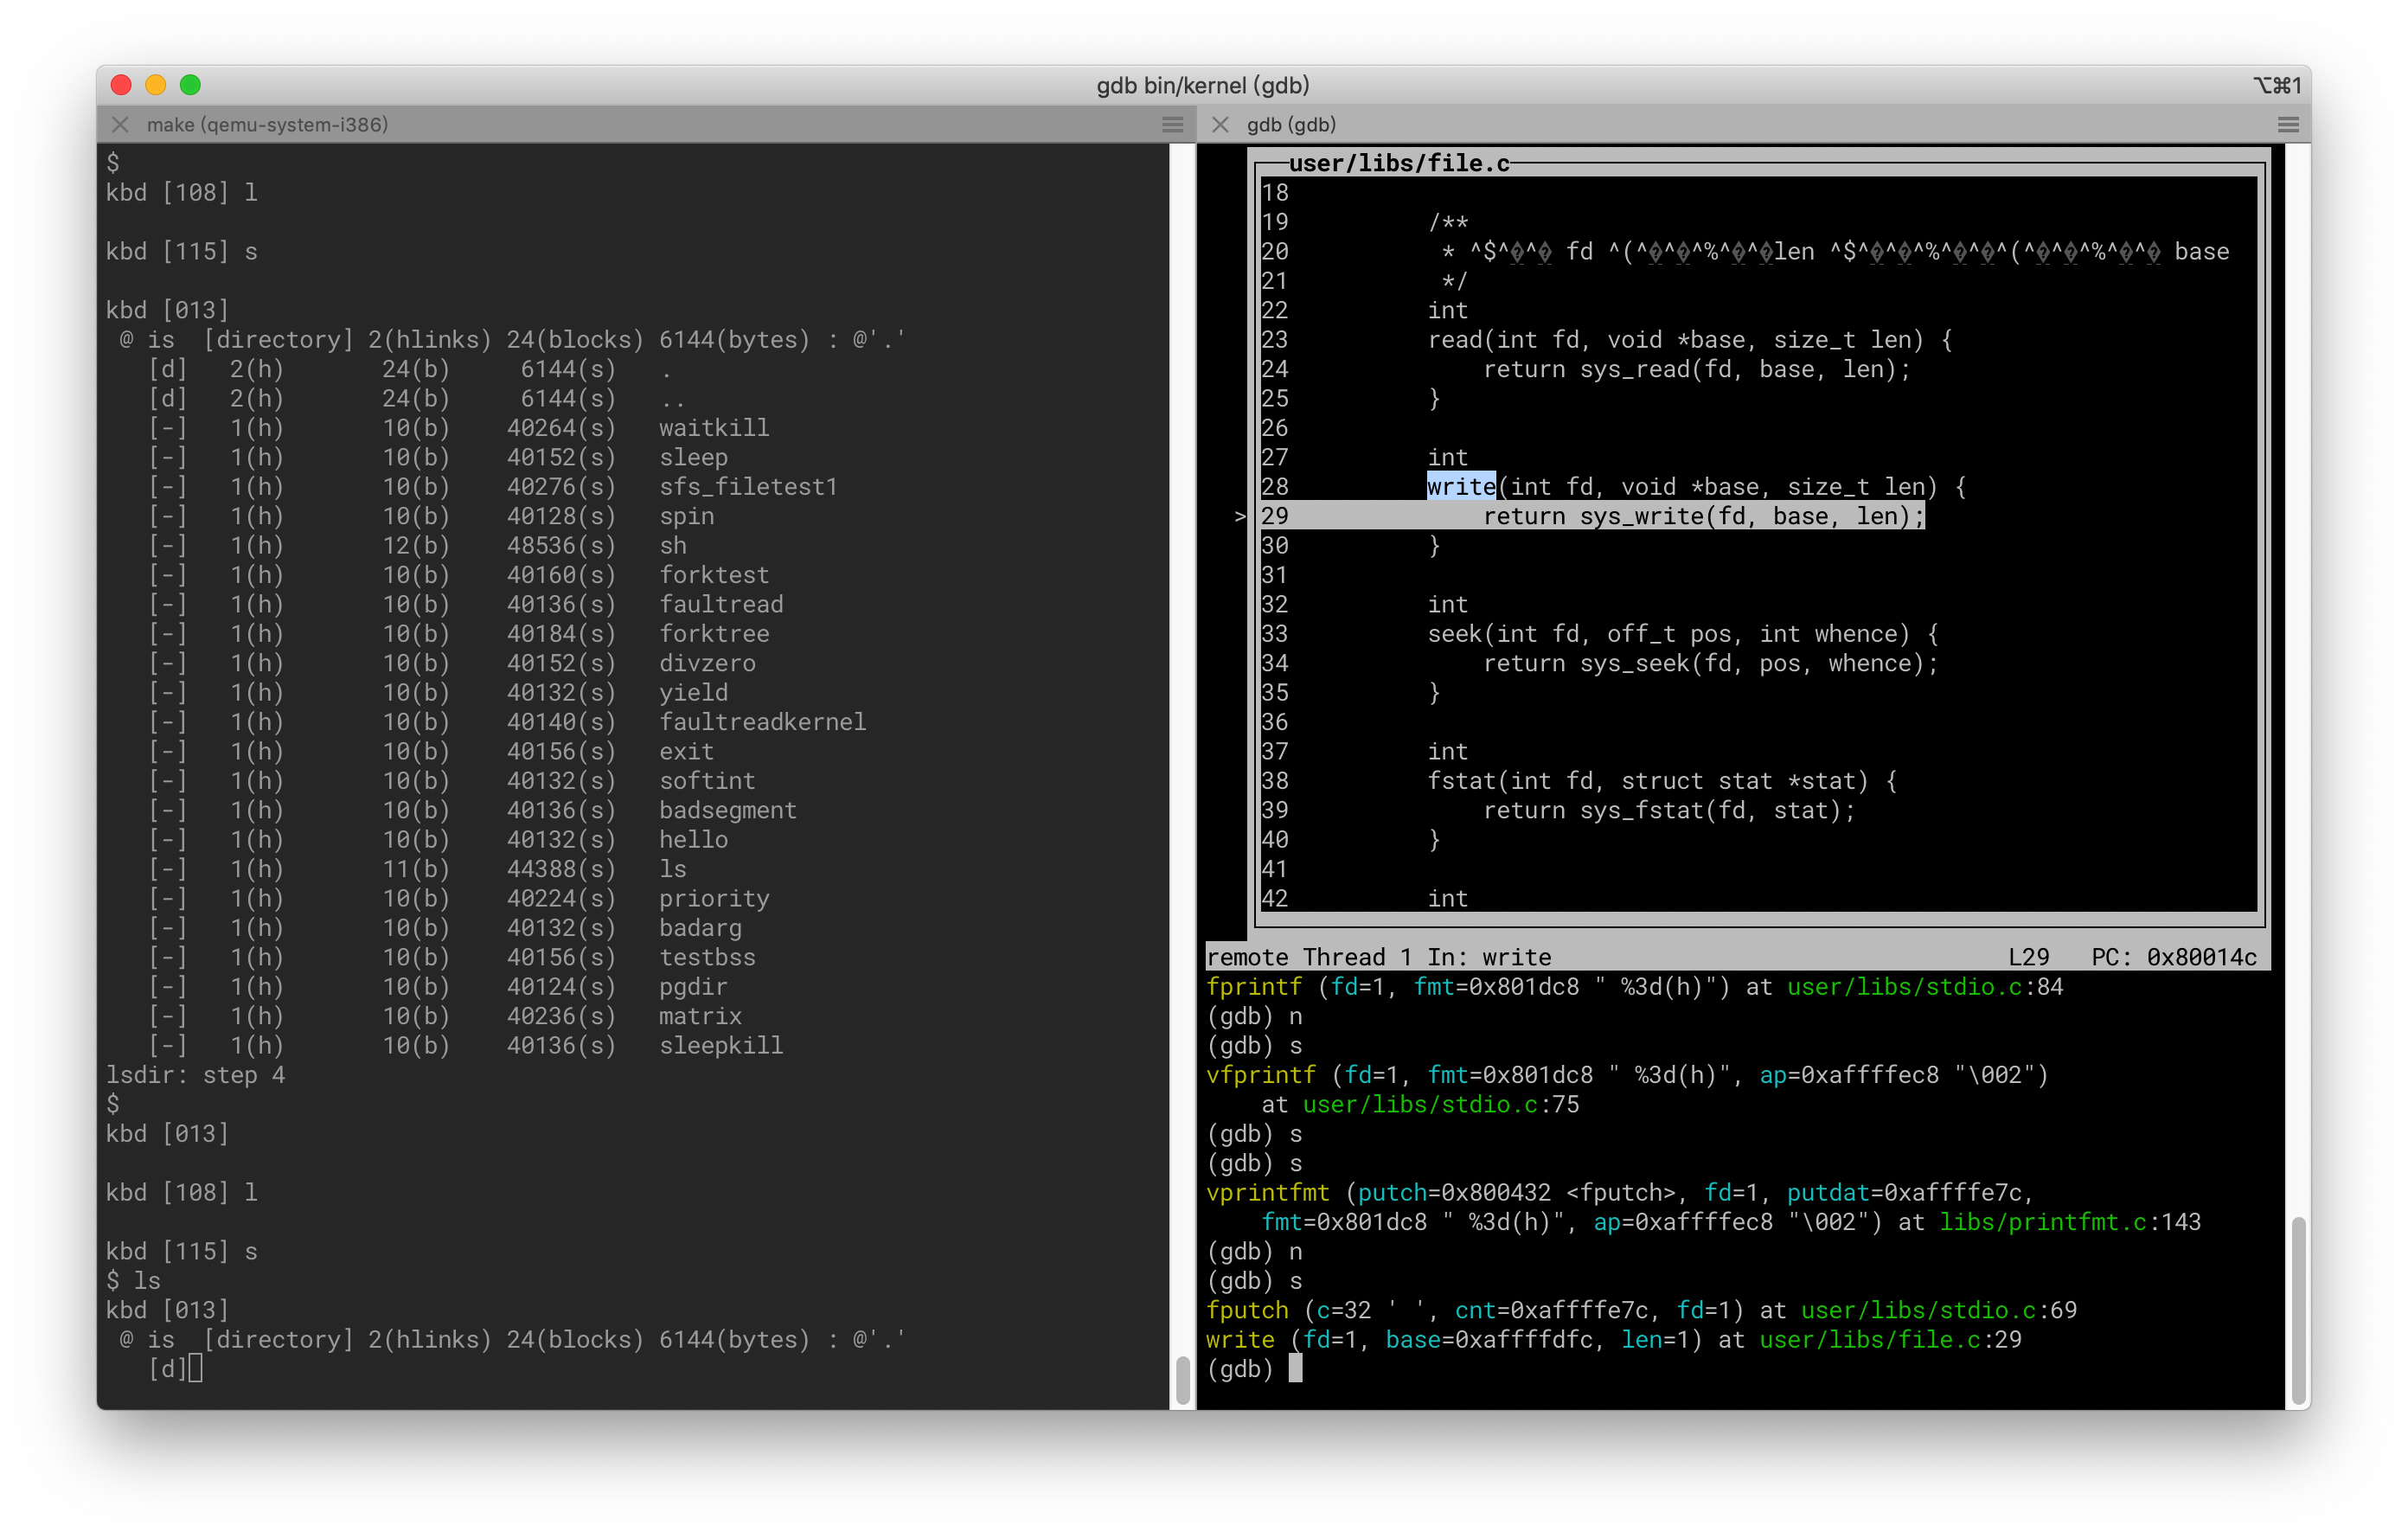 gdb bin/kernel (gdb)
⌥⌘1
make (qemu-system-i386)
$
kbd [108] l
kbd [115] s
kbd [013]
 @ is  [directory] 2(hlinks) 24(blocks) 6144(bytes) : @'.'
   [d]   2(h)       24(b)     6144(s)   .
   [d]   2(h)       24(b)     6144(s)   ..
   [-]   1(h)       10(b)    40264(s)   waitkill
   [-]   1(h)       10(b)    40152(s)   sleep
   [-]   1(h)       10(b)    40276(s)   sfs_filetest1
   [-]   1(h)       10(b)    40128(s)   spin
   [-]   1(h)       12(b)    48536(s)   sh
   [-]   1(h)       10(b)    40160(s)   forktest
   [-]   1(h)       10(b)    40136(s)   faultread
   [-]   1(h)       10(b)    40184(s)   forktree
   [-]   1(h)       10(b)    40152(s)   divzero
   [-]   1(h)       10(b)    40132(s)   yield
   [-]   1(h)       10(b)    40140(s)   faultreadkernel
   [-]   1(h)       10(b)    40156(s)   exit
   [-]   1(h)       10(b)    40132(s)   softint
   [-]   1(h)       10(b)    40136(s)   badsegment
   [-]   1(h)       10(b)    40132(s)   hello
   [-]   1(h)       11(b)    44388(s)   ls
   [-]   1(h)       10(b)    40224(s)   priority
   [-]   1(h)       10(b)    40132(s)   badarg
   [-]   1(h)       10(b)    40156(s)   testbss
   [-]   1(h)       10(b)    40124(s)   pgdir
   [-]   1(h)       10(b)    40236(s)   matrix
   [-]   1(h)       10(b)    40136(s)   sleepkill
lsdir: step 4
$
kbd [013]
kbd [108] l
kbd [115] s
$ ls
kbd [013]
 @ is  [directory] 2(hlinks) 24(blocks) 6144(bytes) : @'.'
   [d]
gdb (gdb)
user/libs/file.c
18
19          /**
20           * ^$^�^� fd ^(^�^�^%^�^�len ^$^�^�^%^�^�^(^�^�^%^�^� base
21           */
22          int
23          read(int fd, void *base, size_t len) {
24              return sys_read(fd, base, len);
25          }
26
27          int
28          write(int fd, void *base, size_t len) {
> 29              return sys_write(fd, base, len);
30          }
31
32          int
33          seek(int fd, off_t pos, int whence) {
34              return sys_seek(fd, pos, whence);
35          }
36
37          int
38          fstat(int fd, struct stat *stat) {
39              return sys_fstat(fd, stat);
40          }
41
42          int
remote Thread 1 In: write                                 L29   PC: 0x80014c
fprintf (fd=1, fmt=0x801dc8 " %3d(h)") at user/libs/stdio.c:84
(gdb) n
(gdb) s
vfprintf (fd=1, fmt=0x801dc8 " %3d(h)", ap=0xaffffec8 "\002")
    at user/libs/stdio.c:75
(gdb) s
(gdb) s
vprintfmt (putch=0x800432 <fputch>, fd=1, putdat=0xaffffe7c,
    fmt=0x801dc8 " %3d(h)", ap=0xaffffec8 "\002") at libs/printfmt.c:143
(gdb) n
(gdb) s
fputch (c=32 ' ', cnt=0xaffffe7c, fd=1) at user/libs/stdio.c:69
write (fd=1, base=0xaffffdfc, len=1) at user/libs/file.c:29
(gdb)